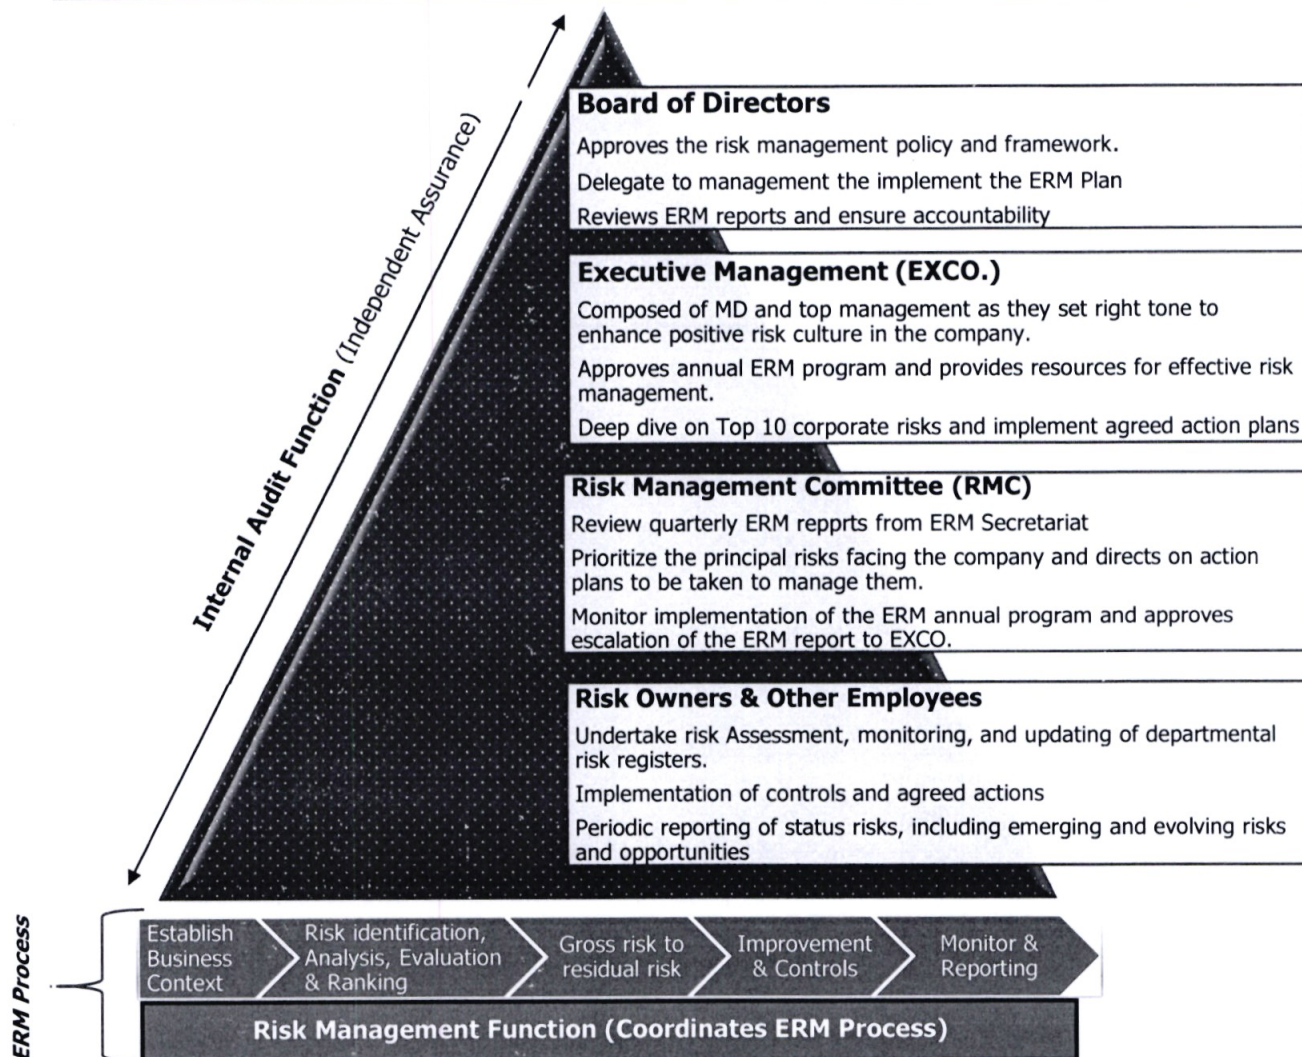 Internal Audit Function (Independent Assurance)
Board of Directors
Approves the risk management policy and framework.
Delegate to management the implement the ERM Plan
Reviews ERM reports and ensure accountability
Executive Management (EXCO.)
Composed of MD and top management as they set right tone to
enhance positive risk culture in the company.
Approves annual ERM program and provides resources for effective risk
management.
Deep dive on Top 10 corporate risks and implement agreed action plans
Risk Management Committee (RMC)
Review quarterly ERM repprts from ERM Secretariat
Prioritize the principal risks facing the company and directs on action
plans to be taken to manage them.
Monitor implementation of the ERM annual program and approves
escalation of the ERM report to EXCO.
Risk Owners & Other Employees
Undertake risk Assessment, monitoring, and updating of departmental
risk registers.
Implementation of controls and agreed actions
Periodic reporting of status risks, including emerging and evolving risks
and opportunities
ERM Process
Establish
Business
Context
Risk identification,
Analysis, Evaluation
& Ranking
Gross risk to
residual risk
Improvement
& Controls
Monitor &
Reporting
Risk Management Function (Coordinates ERM Process)